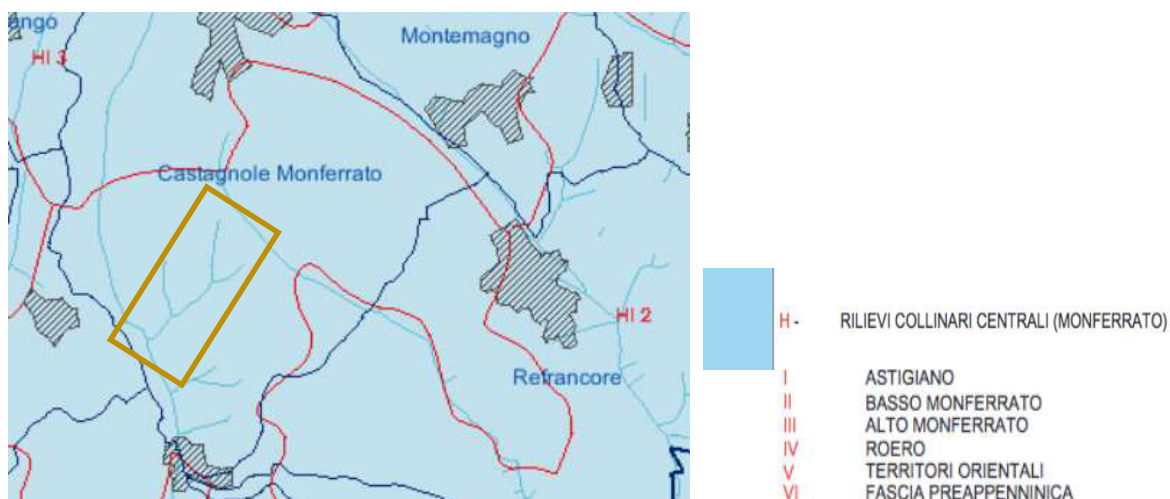 ango
HI 3
Montemagno
Castagnole Monferrato
HI 2
Refrancore
H - RILIEVI COLLINARI CENTRALI (MONFERRATO)
I ASTIGIANO
II BASSO MONFERRATO
III ALTO MONFERRATO
IV ROERO
V TERRITORI ORIENTALI
VI FASCIA PREAPPENNINICA